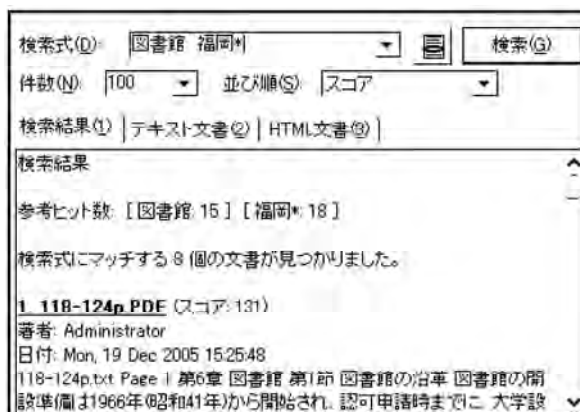 検索式(D): 図書館 福岡* 検索(G)
件数(N): 100 並び順(S): スコア
検索結果(1) テキスト文書(2) HTML文書(3)
検索結果
参考ヒット数: [ 図書館: 15 ] [ 福岡*: 18 ]
検索式にマッチする 8 個の文書が見つかりました。
1. 118-124p.PDF (スコア: 131)
著者: Administrator
日付: Mon, 19 Dec 2005 15:25:48
118-124p.txt Page 第6章 図書館 第1節 図書館の沿革 図書館の開
設準備は1966年(昭和41年)から開始され、認可申請時までに、大学設